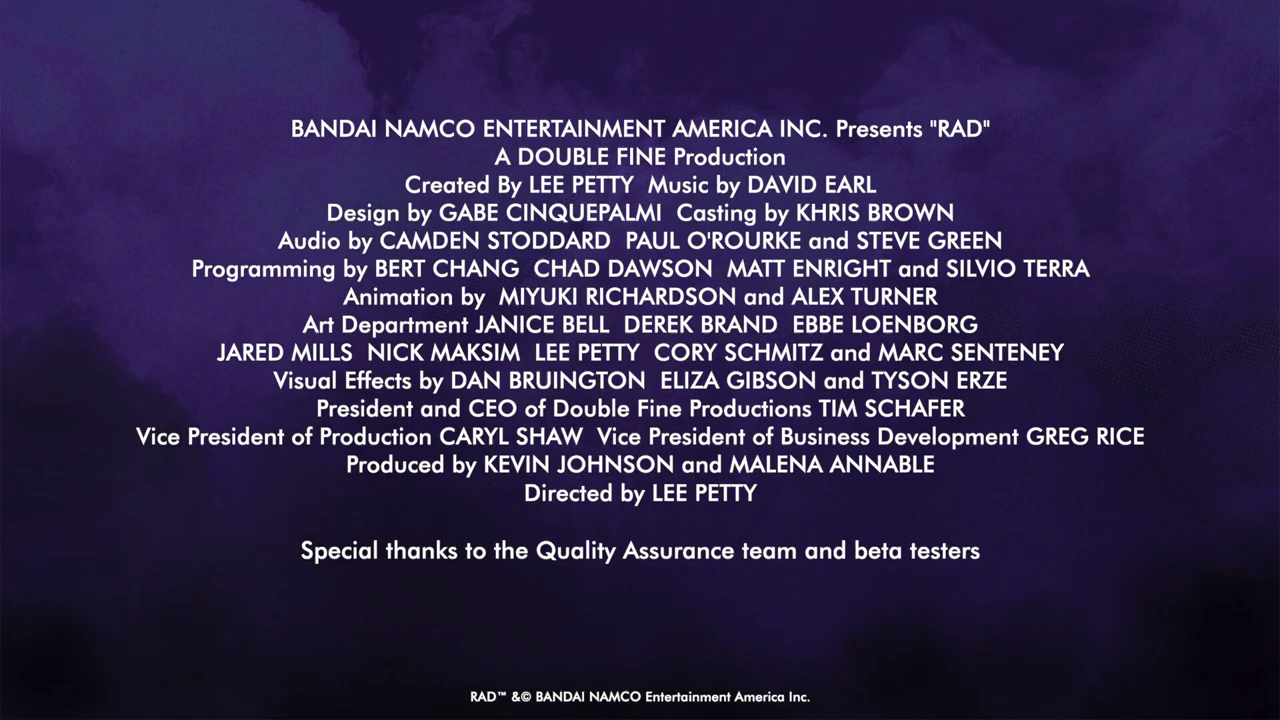 BANDAI NAMCO ENTERTAINMENT AMERICA INC. Presents "RAD"
A DOUBLE FINE Production
Created By LEE PETTY  Music by DAVID EARL
Design by GABE CINQUEPALMI  Casting by KHRIS BROWN
Audio by CAMDEN STODDARD  PAUL O'ROURKE and STEVE GREEN
Programming by BERT CHANG  CHAD DAWSON  MATT ENRIGHT and SILVIO TERRA
Animation by  MIYUKI RICHARDSON and ALEX TURNER
Art Department JANICE BELL  DEREK BRAND  EBBE LOENBORG
JARED MILLS  NICK MAKSIM  LEE PETTY  CORY SCHMITZ and MARC SENTENEY
Visual Effects by DAN BRUINGTON  ELIZA GIBSON and TYSON ERZE
President and CEO of Double Fine Productions TIM SCHAFER
Vice President of Production CARYL SHAW  Vice President of Business Development GREG RICE
Produced by KEVIN JOHNSON and MALENA ANNABLE
Directed by LEE PETTY
Special thanks to the Quality Assurance team and beta testers
RAD™ &© BANDAI NAMCO Entertainment America Inc.